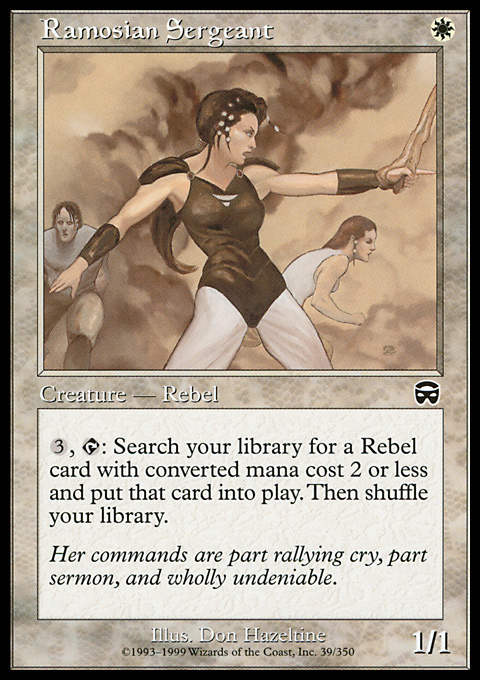 Ramosian Sergeant
Creature — Rebel
3, : Search your library for a Rebel
card with converted mana cost 2 or less
and put that card into play. Then shuffle
your library.
Her commands are part rallying cry, part
sermon, and wholly undeniable.
Illus. Don Hazeltine
1/1
©1993–1999 Wizards of the Coast, Inc. 39/350